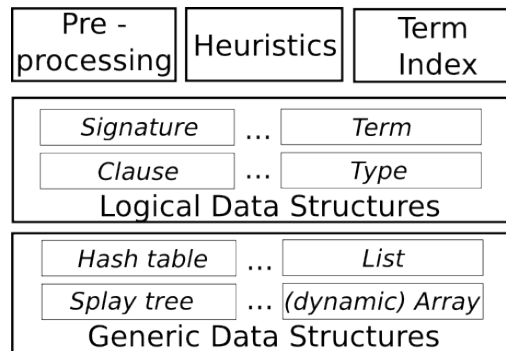 Pre -
processing
Heuristics
Term
Index
Signature ... Term
Clause ... Type
Logical Data Structures
Hash table ... List
Splay tree ... (dynamic) Array
Generic Data Structures